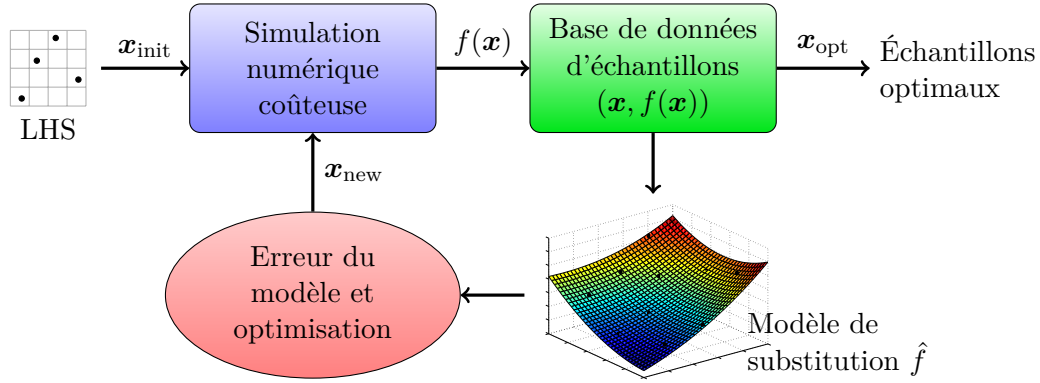 LHS
x_init
Simulation
numérique
coûteuse
f(x)
Base de données
d'échantillons
(x, f(x))
x_opt
Échantillons
optimaux
x_new
Erreur du
modèle et
optimisation
Modèle de
substitution f̂